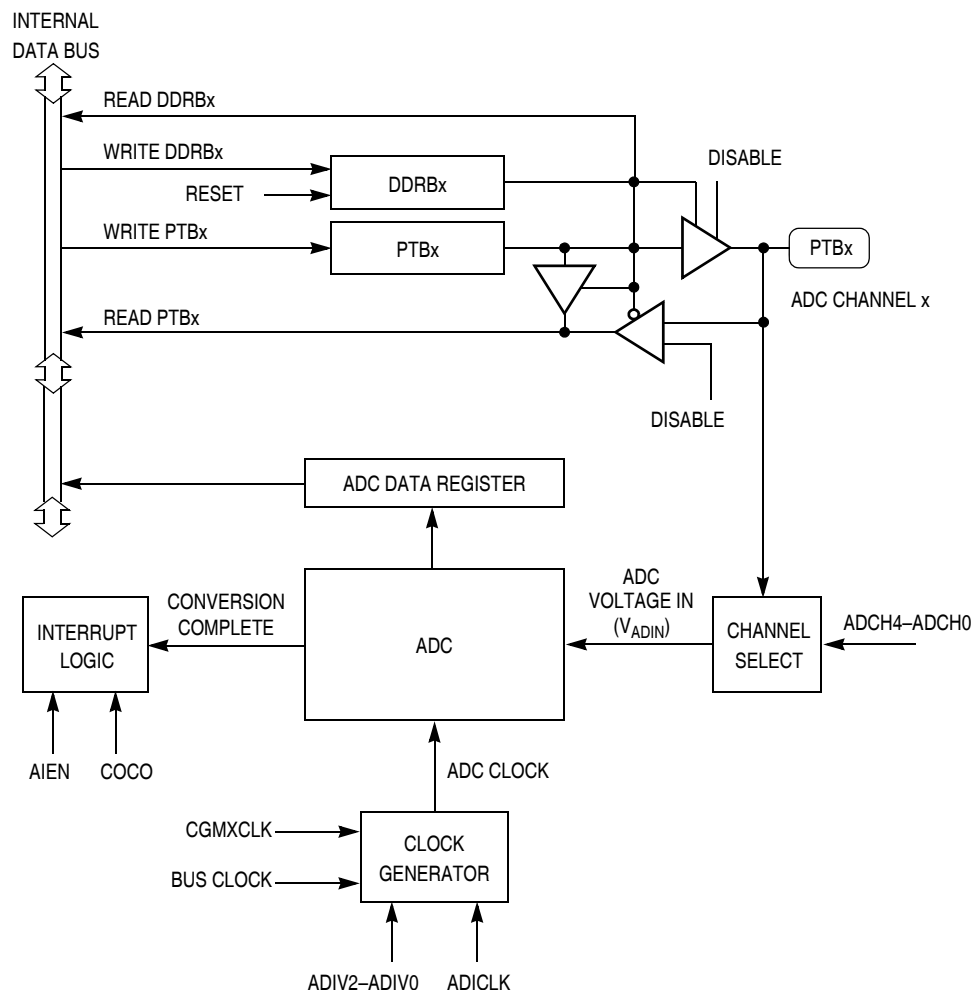 INTERNAL
DATA BUS
READ DDRBx
WRITE DDRBx
DISABLE
RESET
DDRBx
WRITE PTBx
PTBx
PTBx
ADC CHANNEL x
READ PTBx
DISABLE
ADC DATA REGISTER
INTERRUPT
LOGIC
CONVERSION
COMPLETE
ADC
ADC
VOLTAGE IN
(VADIN)
CHANNEL
SELECT
ADCH4–ADCH0
AIEN
COCO
ADC CLOCK
CGMXCLK
BUS CLOCK
CLOCK
GENERATOR
ADIV2–ADIV0
ADICLK